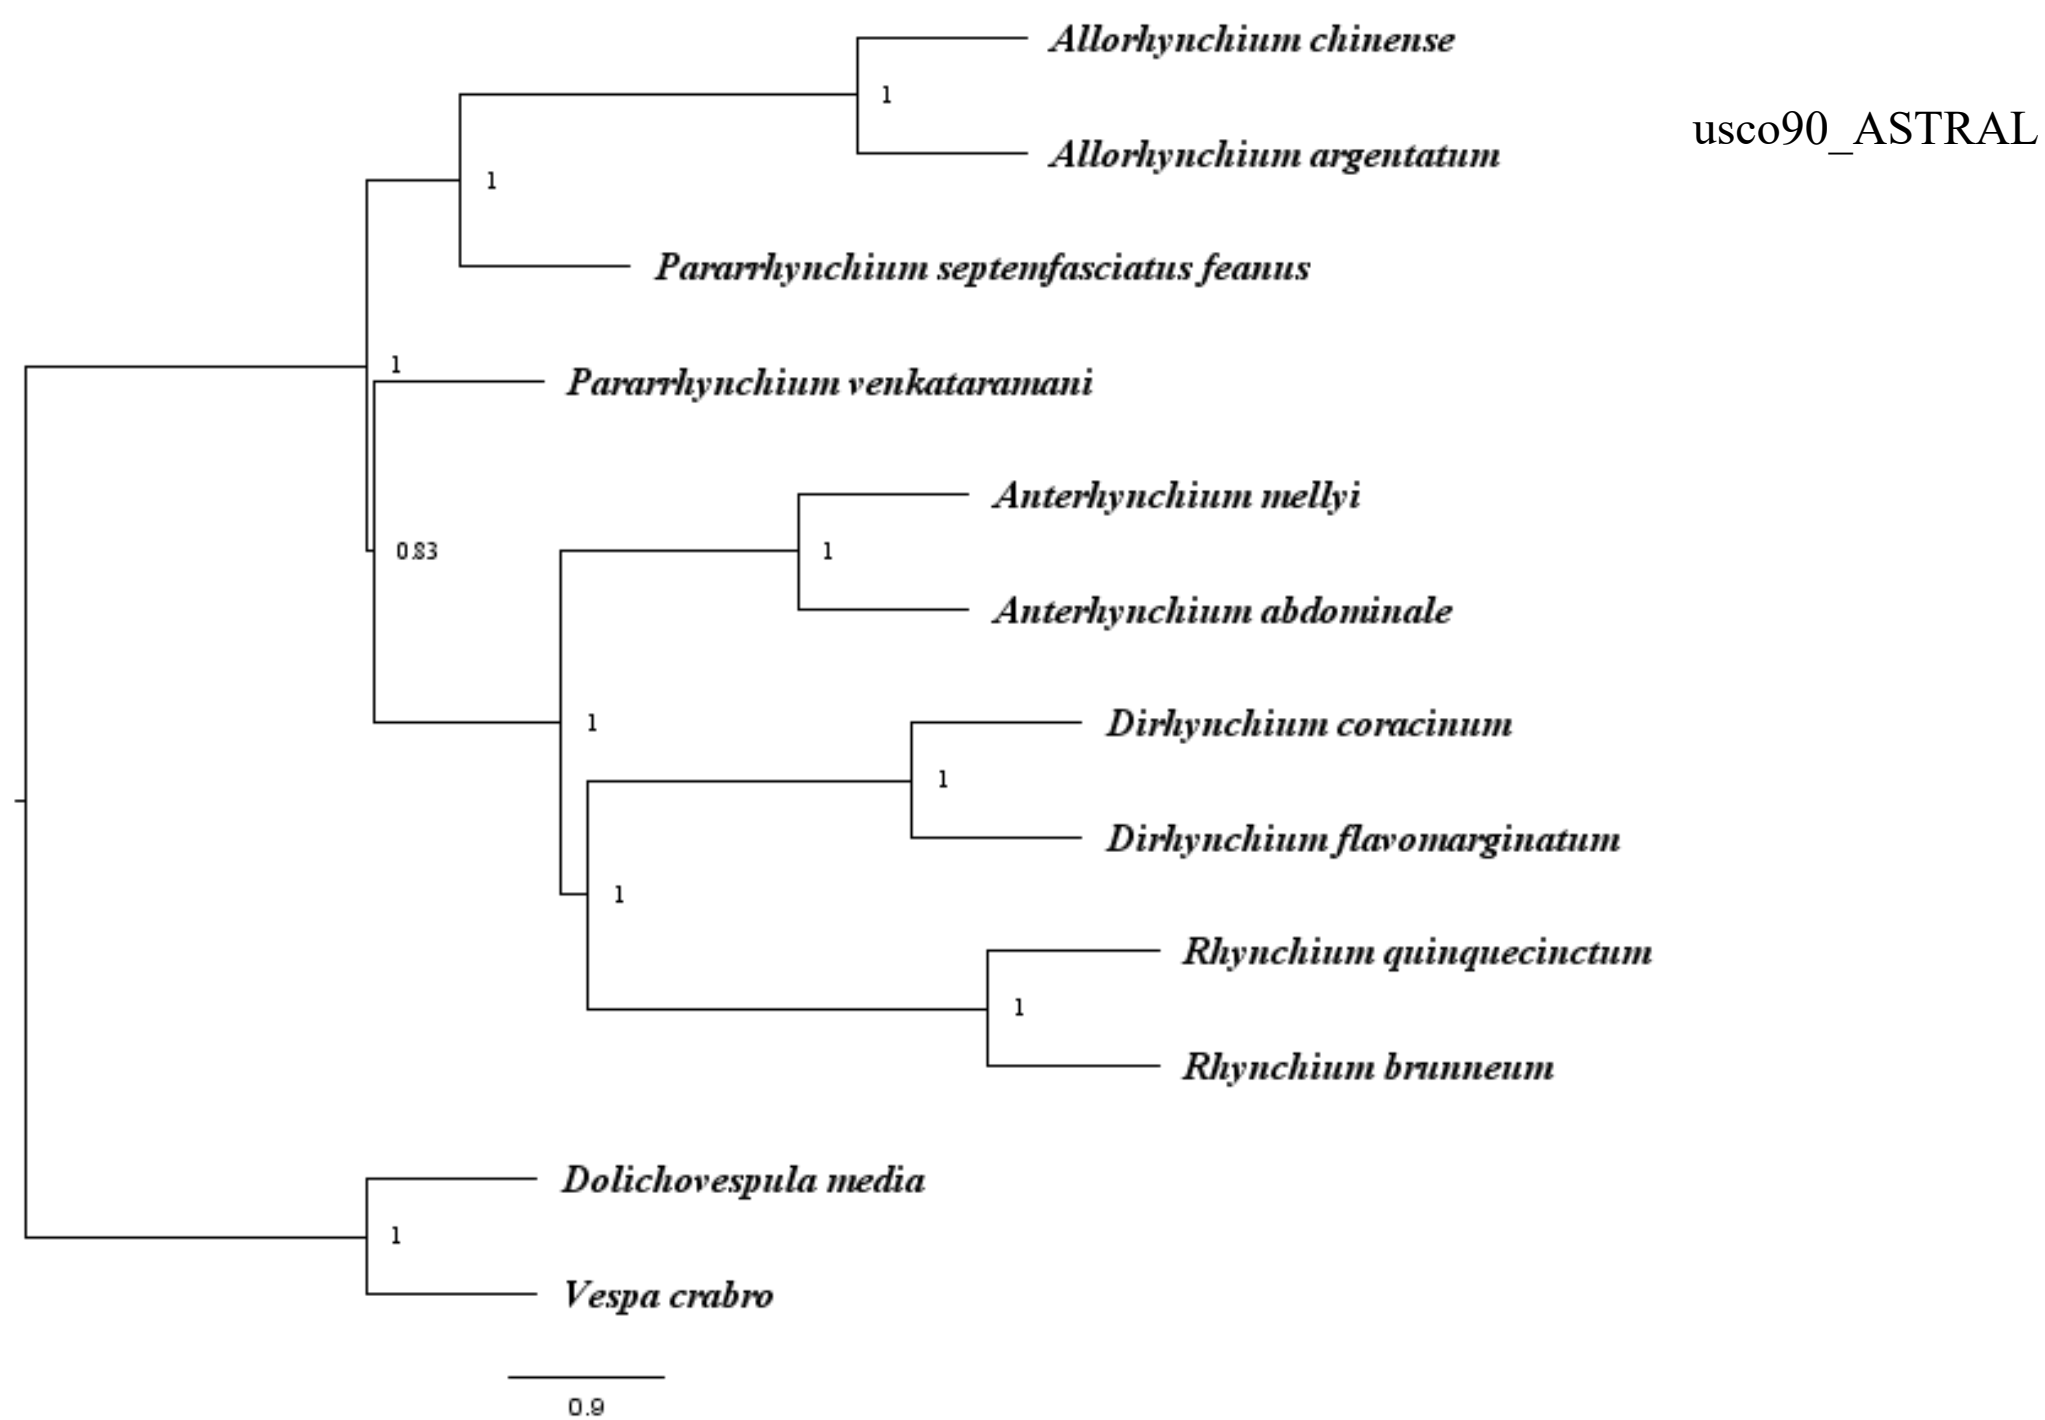 Allorhynchium chinense
1
usco90_ASTRAL
Allorhynchium argentatum
1
Pararrhynchium septemfasciatus feanus
1
Pararrhynchium venkataramani
Anterhynchium mellyi
0.83
1
Anterhynchium abdominale
1
Dirhynchium coracinum
1
Dirhynchium flavomarginatum
1
Rhynchium quinquecinctum
1
Rhynchium brunneum
Dolichovespula media
1
Vespa crabro
0.9